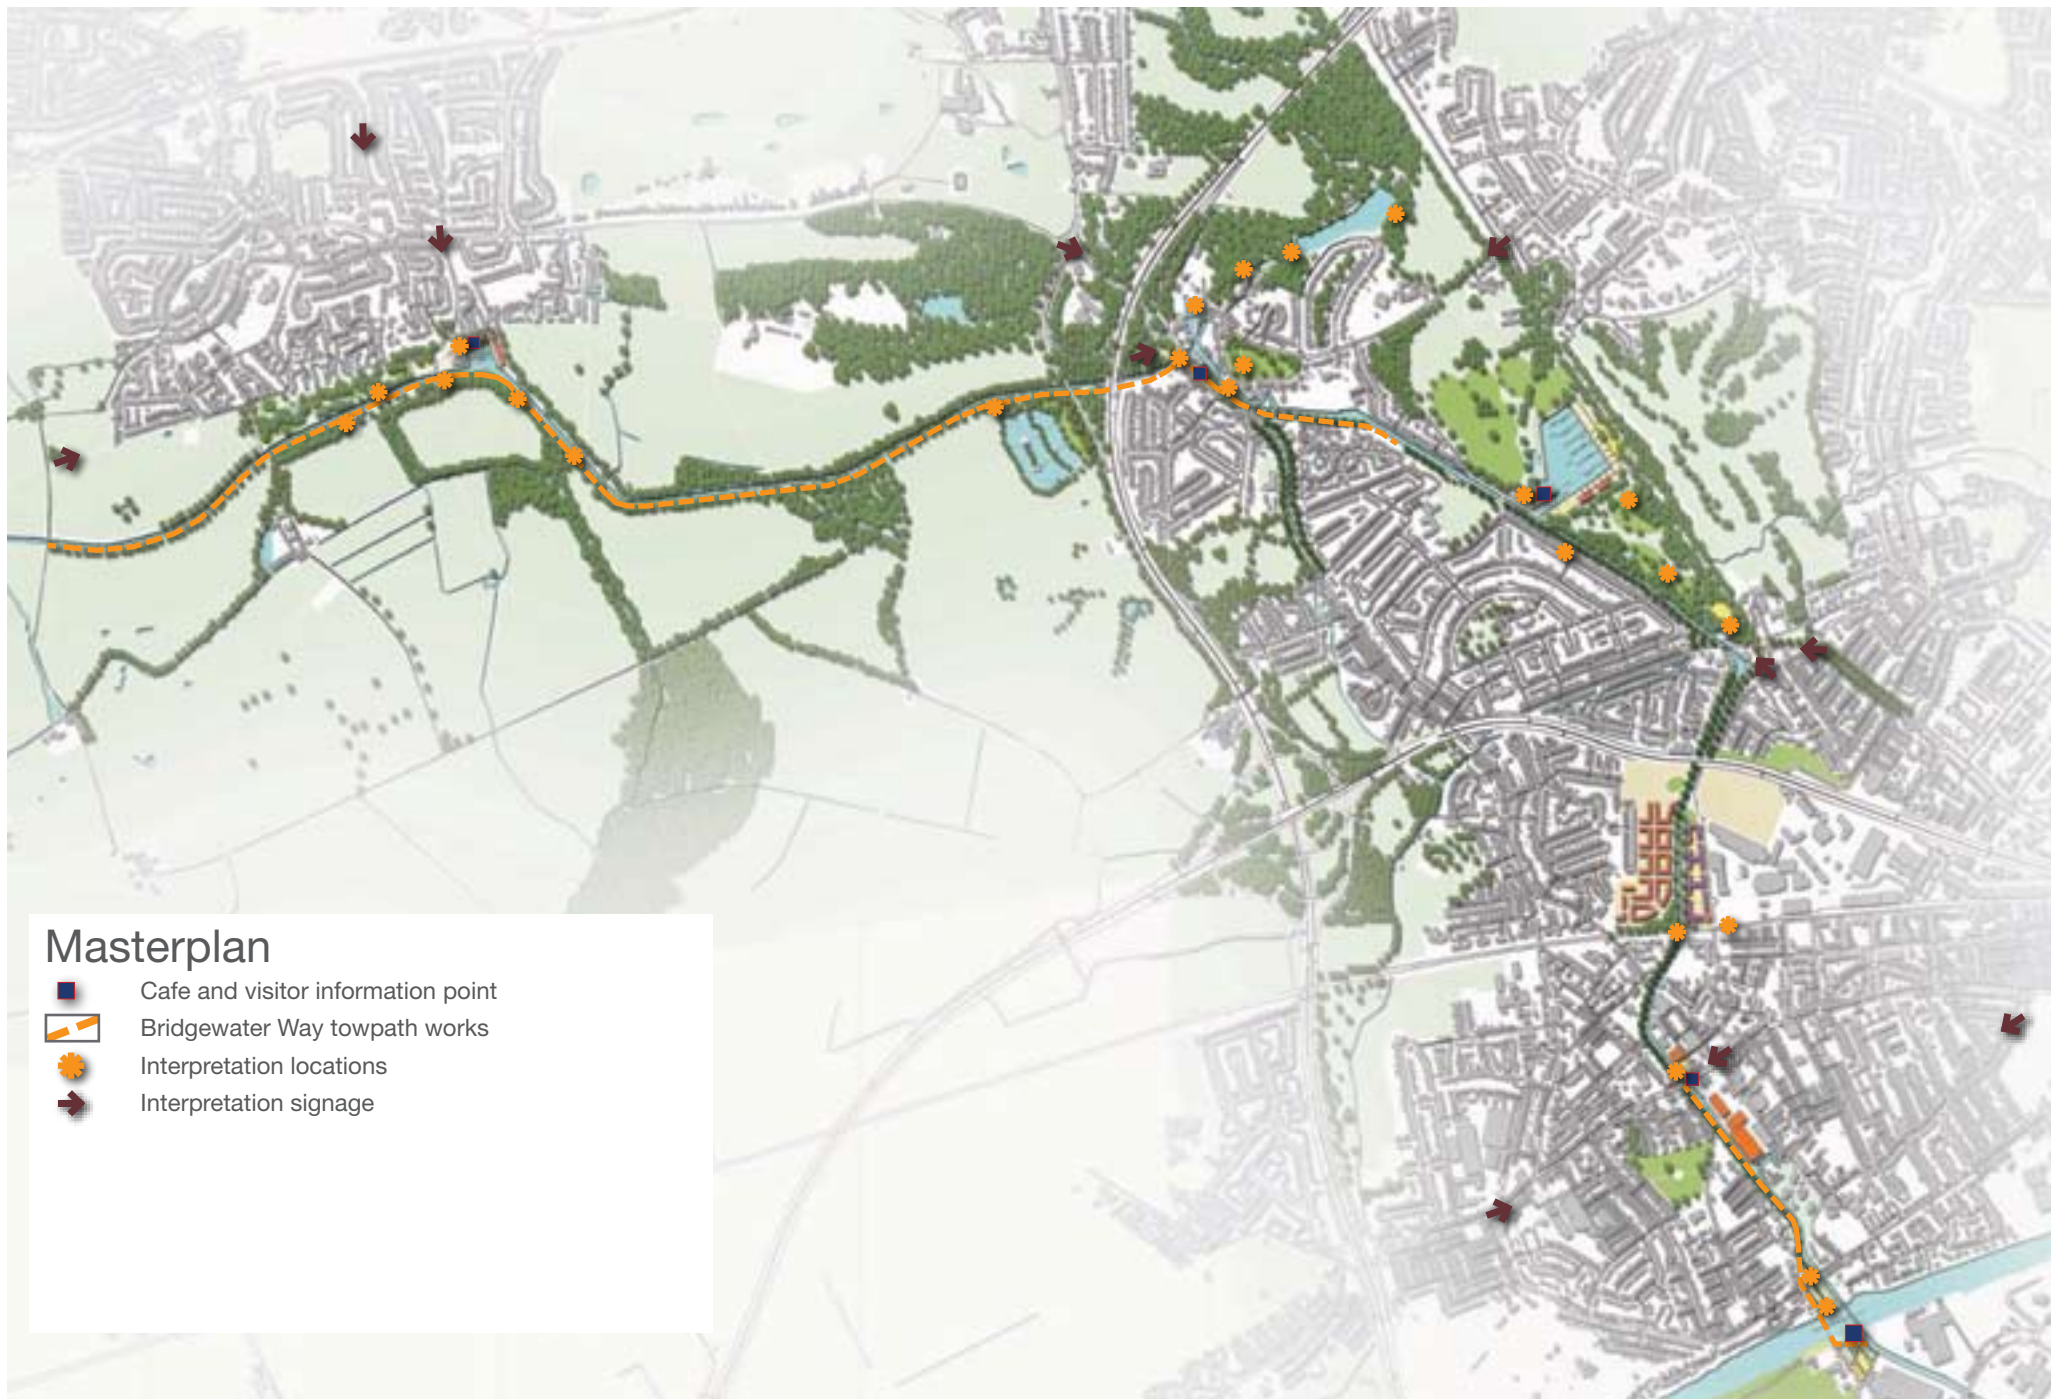 Masterplan
Cafe and visitor information point
Bridgewater Way towpath works
Interpretation locations
Interpretation signage